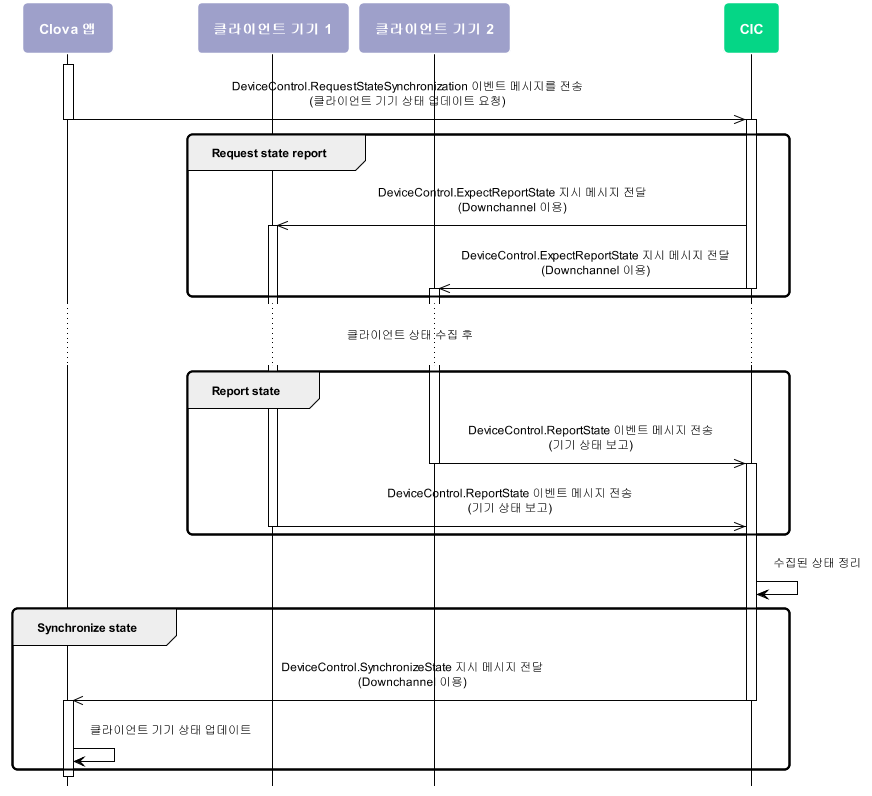 Clova 앱
클라이언트 기기 1
클라이언트 기기 2
CIC
DeviceControl.RequestStateSynchronization 이벤트 메시지를 전송
(클라이언트 기기 상태 업데이트 요청)
Request state report
DeviceControl.ExpectReportState 지시 메시지 전달
(Downchannel 이용)
DeviceControl.ExpectReportState 지시 메시지 전달
(Downchannel 이용)
클라이언트 상태 수집 후
Report state
DeviceControl.ReportState 이벤트 메시지 전송
(기기 상태 보고)
DeviceControl.ReportState 이벤트 메시지 전송
(기기 상태 보고)
수집된 상태 정리
Synchronize state
DeviceControl.SynchronizeState 지시 메시지 전달
(Downchannel 이용)
클라이언트 기기 상태 업데이트